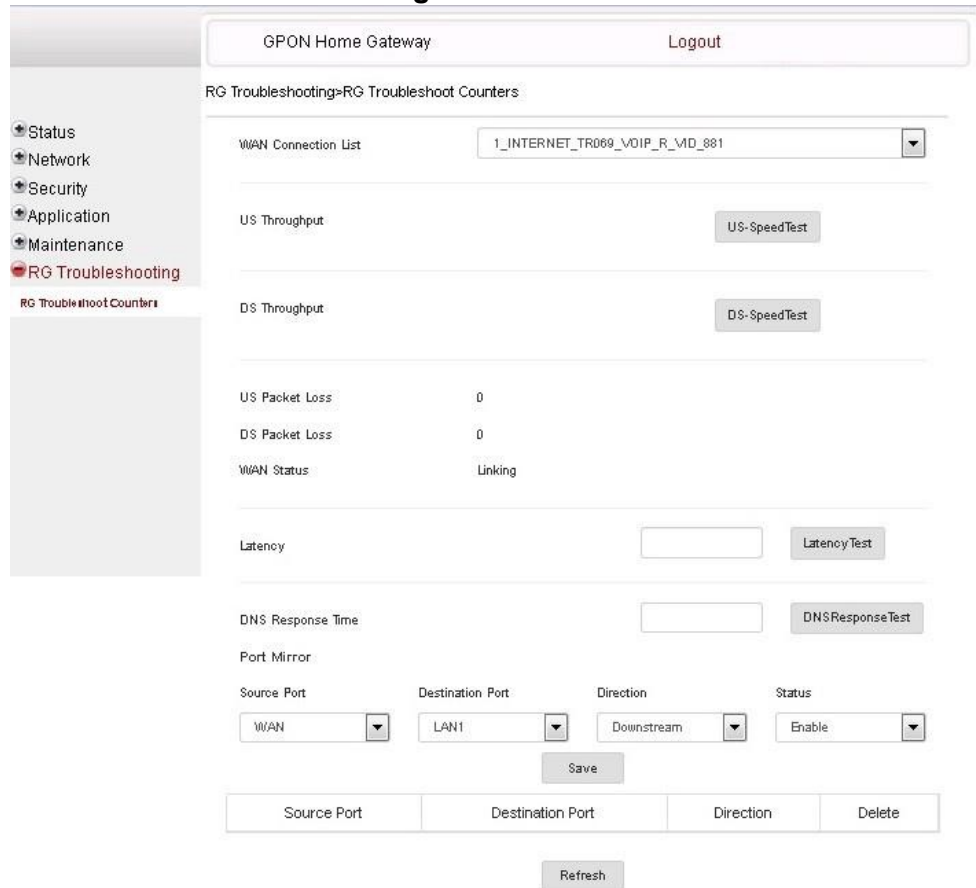 GPON Home Gateway Logout
RG Troubleshooting>RG Troubleshoot Counters
Status
Network
Security
Application
Maintenance
RG Troubleshooting
RG Troubleshoot Counters
WAN Connection List 1_INTERNET_TR069_VOIP_R_VID_881
US Throughput US-SpeedTest
DS Throughput DS-SpeedTest
US Packet Loss 0
DS Packet Loss 0
WAN Status Linking
Latency LatencyTest
DNS Response Time DNSResponseTest
Port Mirror
Source Port Destination Port Direction Status
WAN LAN1 Downstream Enable
Save
Source Port Destination Port Direction Delete
Refresh